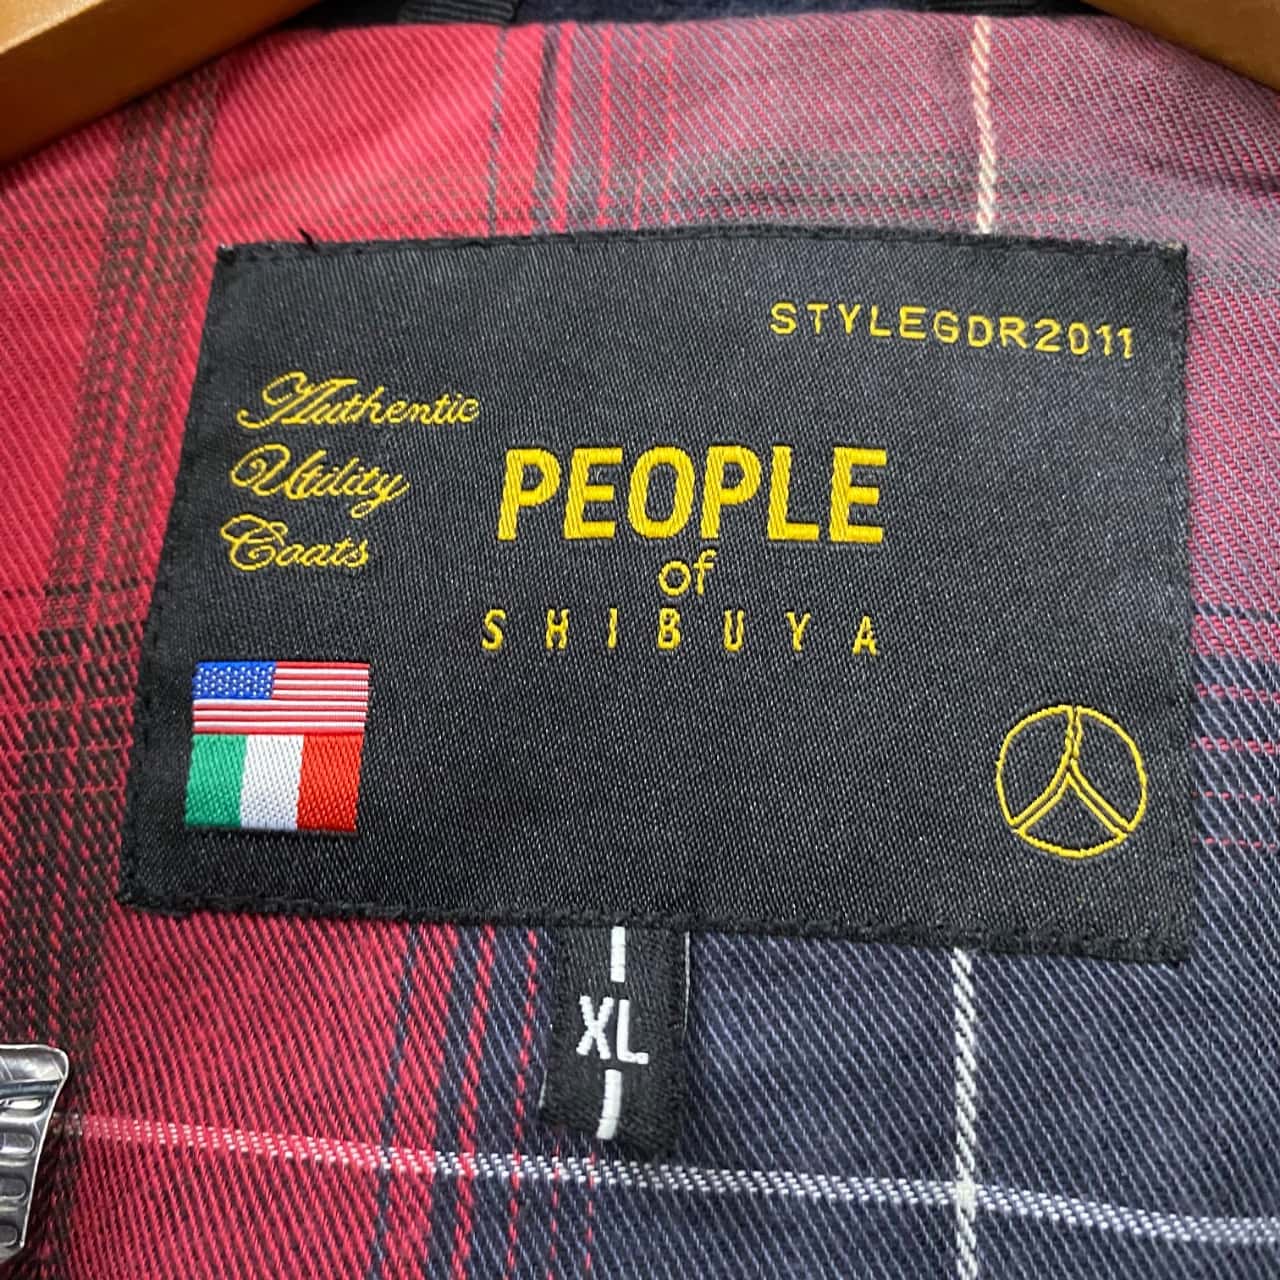 STYLEGDR2011
Authentic
Utility
Coats
PEOPLE
of
SHIBUYA
XL